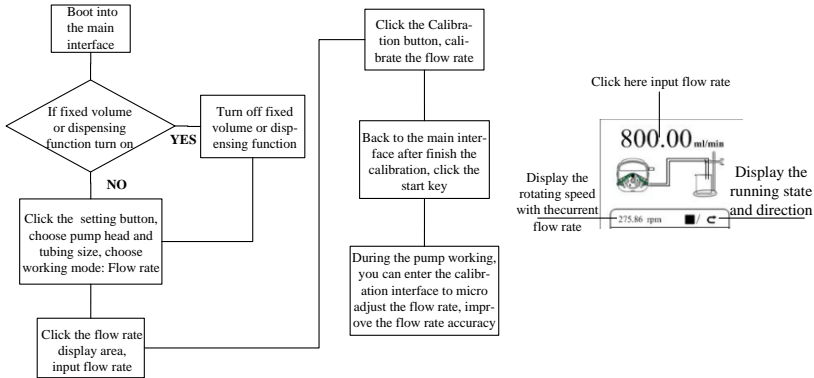 Boot into
the main
interface
If fixed volume
or dispensing
function turn on
YES
Turn off fixed
volume or disp-
ensing function
NO
Click the setting button,
choose pump head and
tubing size, choose
working mode: Flow rate
Click the flow rate
display area,
input flow rate
Click the Calibra-
tion button, cali-
brate the flow rate
Back to the main inter-
face after finish the
calibration, click the
start key
During the pump working,
you can enter the calibr-
ation interface to micro
adjust the flow rate, impr-
ove the flow rate accuracy
Click here input flow rate
800.00 ml/min
Display the
rotating speed
with thecurrent
flow rate
275.86 rpm
/
Display the
running state
and direction